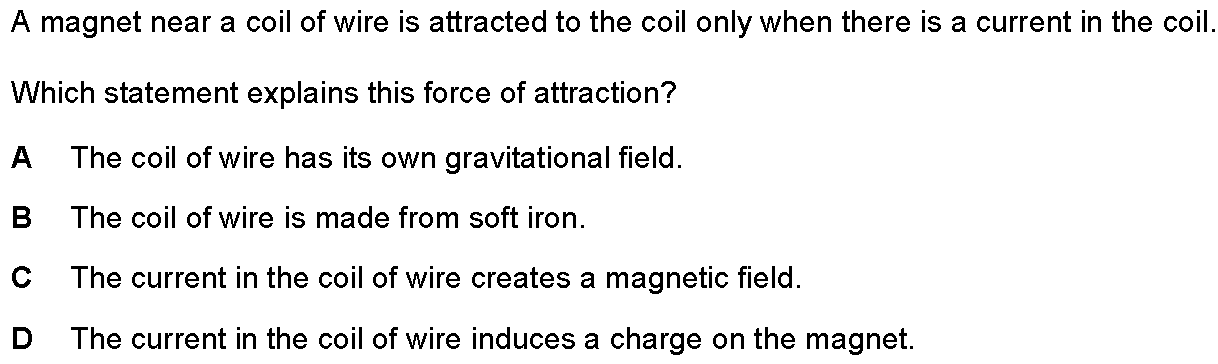 A magnet near a coil of wire is attracted to the coil only when there is a current in the coil.
Which statement explains this force of attraction?
A The coil of wire has its own gravitational field.
B The coil of wire is made from soft iron.
C The current in the coil of wire creates a magnetic field.
D The current in the coil of wire induces a charge on the magnet.